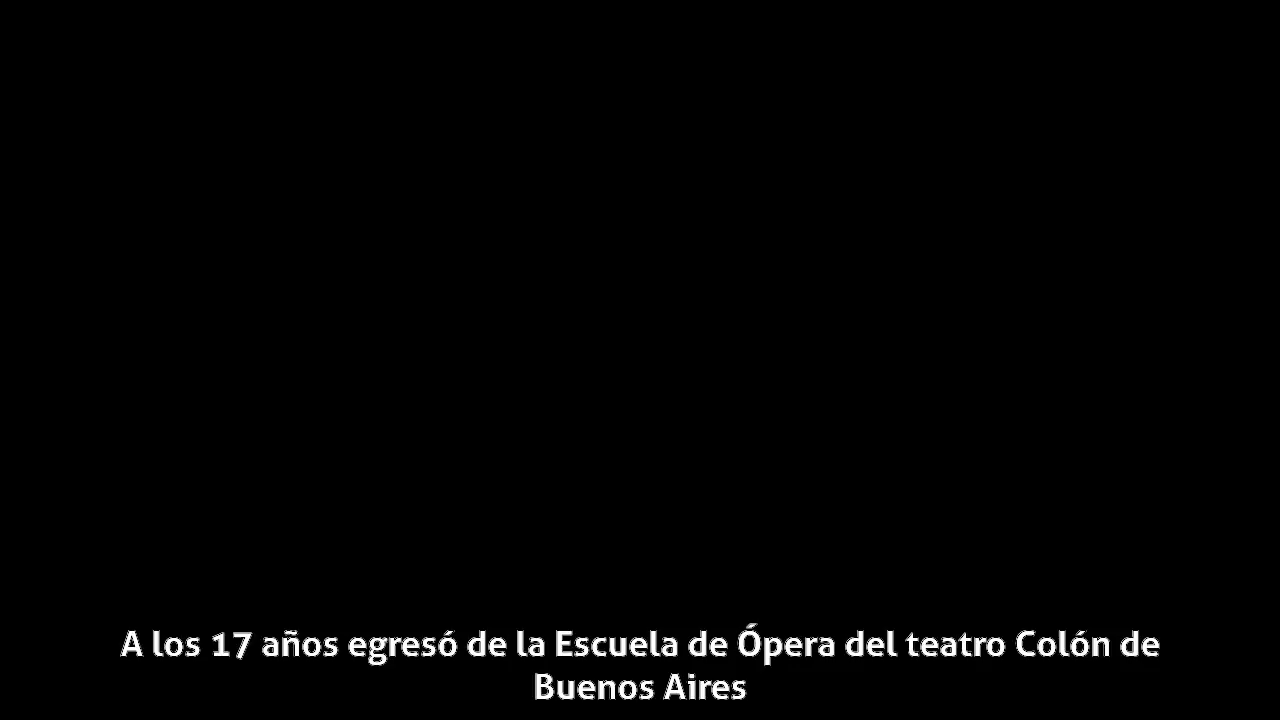 A los 17 años egresó de la Escuela de Ópera del teatro Colón de
Buenos Aires